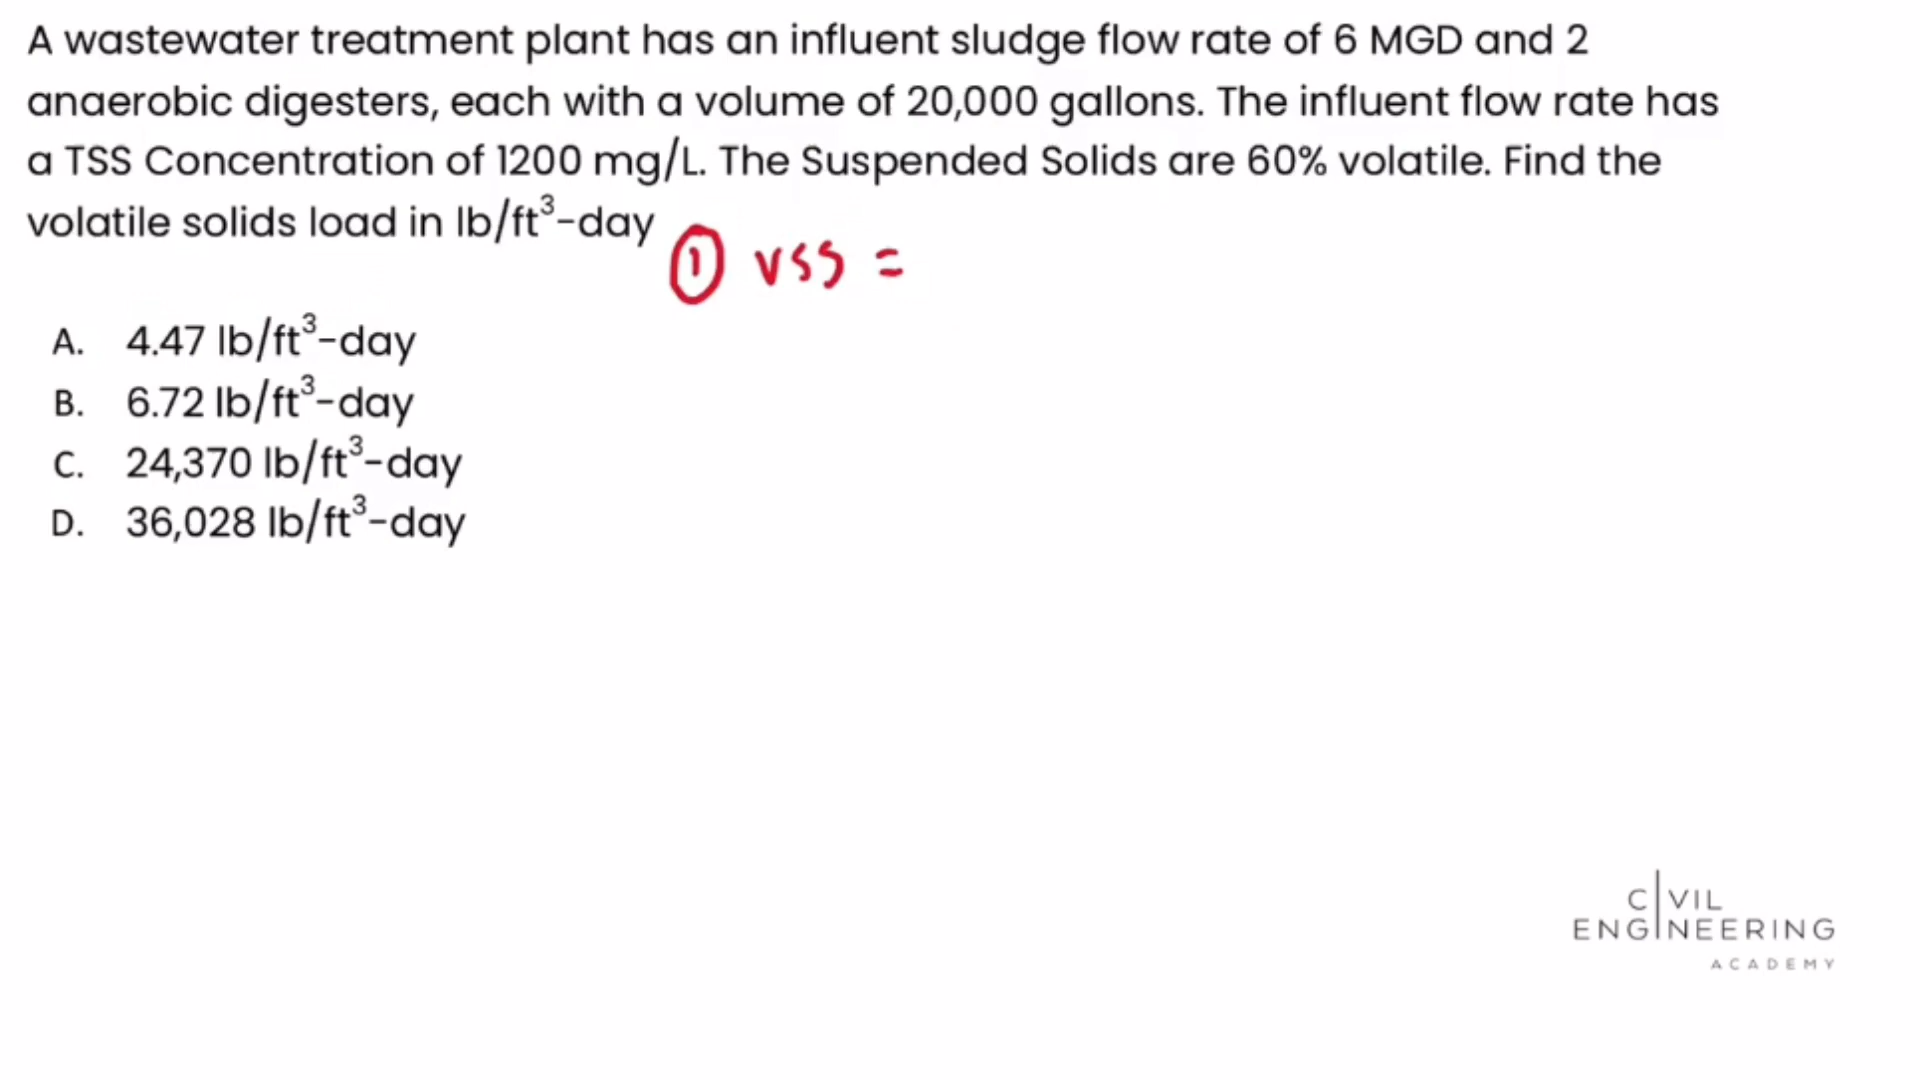 A wastewater treatment plant has an influent sludge flow rate of 6 MGD and 2
anaerobic digesters, each with a volume of 20,000 gallons. The influent flow rate has
a TSS Concentration of 1200 mg/L. The Suspended Solids are 60% volatile. Find the
volatile solids load in lb/ft³-day
① VSS =
A. 4.47 lb/ft³-day
B. 6.72 lb/ft³-day
C. 24,370 lb/ft³-day
D. 36,028 lb/ft³-day
CIVIL
ENGINEERING
ACADEMY